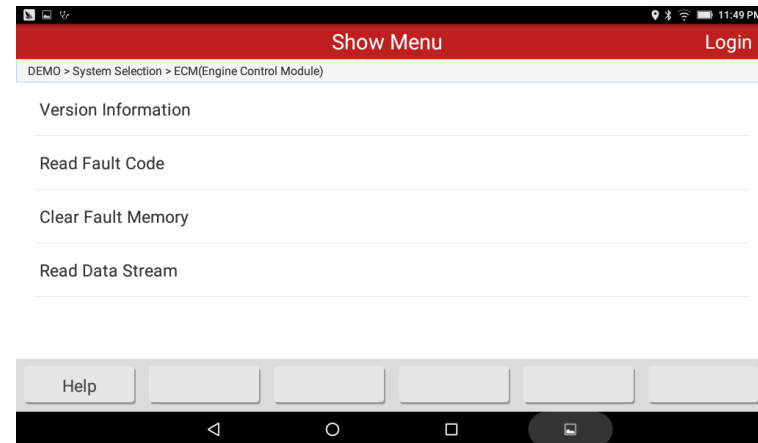 11:49 PM
Show Menu
Login
DEMO > System Selection > ECM(Engine Control Module)
Version Information
Read Fault Code
Clear Fault Memory
Read Data Stream
Help